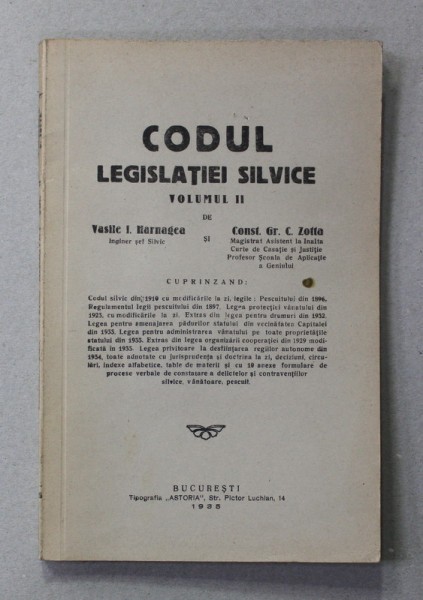 CODUL
LEGISLAȚIEI SILVICE
VOLUMUL II
DE
Vasile I. Harnagea
Inginer șef Silvic
ȘI
Const. Gr. C. Zotta
Magistrat Asistent la Inalta
Curte de Casație și Justiție
Profesor Școala de Aplicație
a Geniului
CUPRINZAND:
Codul silvic din 1910 cu modificările la zi, legile: Pescuitului din 1896,
Regulamentul legii pescuitului din 1897. Legea protecției vânatului din
1923, cu modificările la zi. Extras din legea pentru drumuri din 1932.
Legea pentru amenajarea pădurilor statului din vecinătatea Capitalei
din 1935. Legea pentru administrarea vânatului pe toate proprietățile
statului din 1933. Extras din legea organizării cooperației din 1929 modi-
ficată în 1935. Legea privitoare la desființarea regiilor autonome din
1934, toate adnotate cu jurisprudența și doctrina la zi, decizieni, circu-
lări, indexe alfabetice, table de materii și cu 10 anexe formulare de
procese verbale de constatare a delictelor și contravențiilor
silvice, vânătoare, pescuit.
BUCUREȘTI
Tipografia „ASTORIA", Str. Pictor Luchian, 14
1935